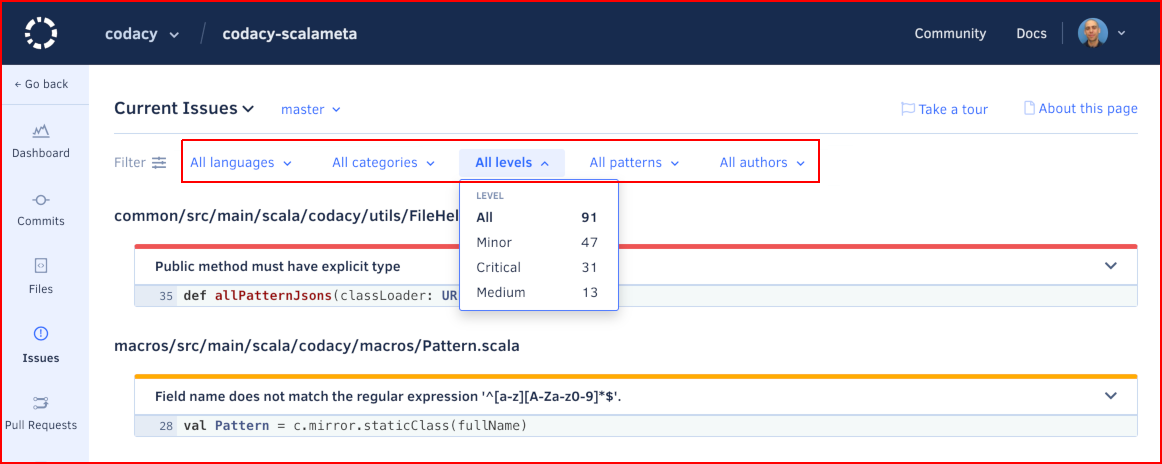 codacy / codacy-scalameta Community Docs
← Go back
Current Issues master Take a tour About this page
Dashboard
Filter All languages All categories All levels All patterns All authors
LEVEL
All 91
Minor 47
Critical 31
Medium 13
Commits
Files
Issues
Pull Requests
common/src/main/scala/codacy/utils/FileHel
Public method must have explicit type
35 def allPatternJsons(classLoader: UR
macros/src/main/scala/codacy/macros/Pattern.scala
Field name does not match the regular expression '^[a-z][A-Za-z0-9]*$'.
28 val Pattern = c.mirror.staticClass(fullName)